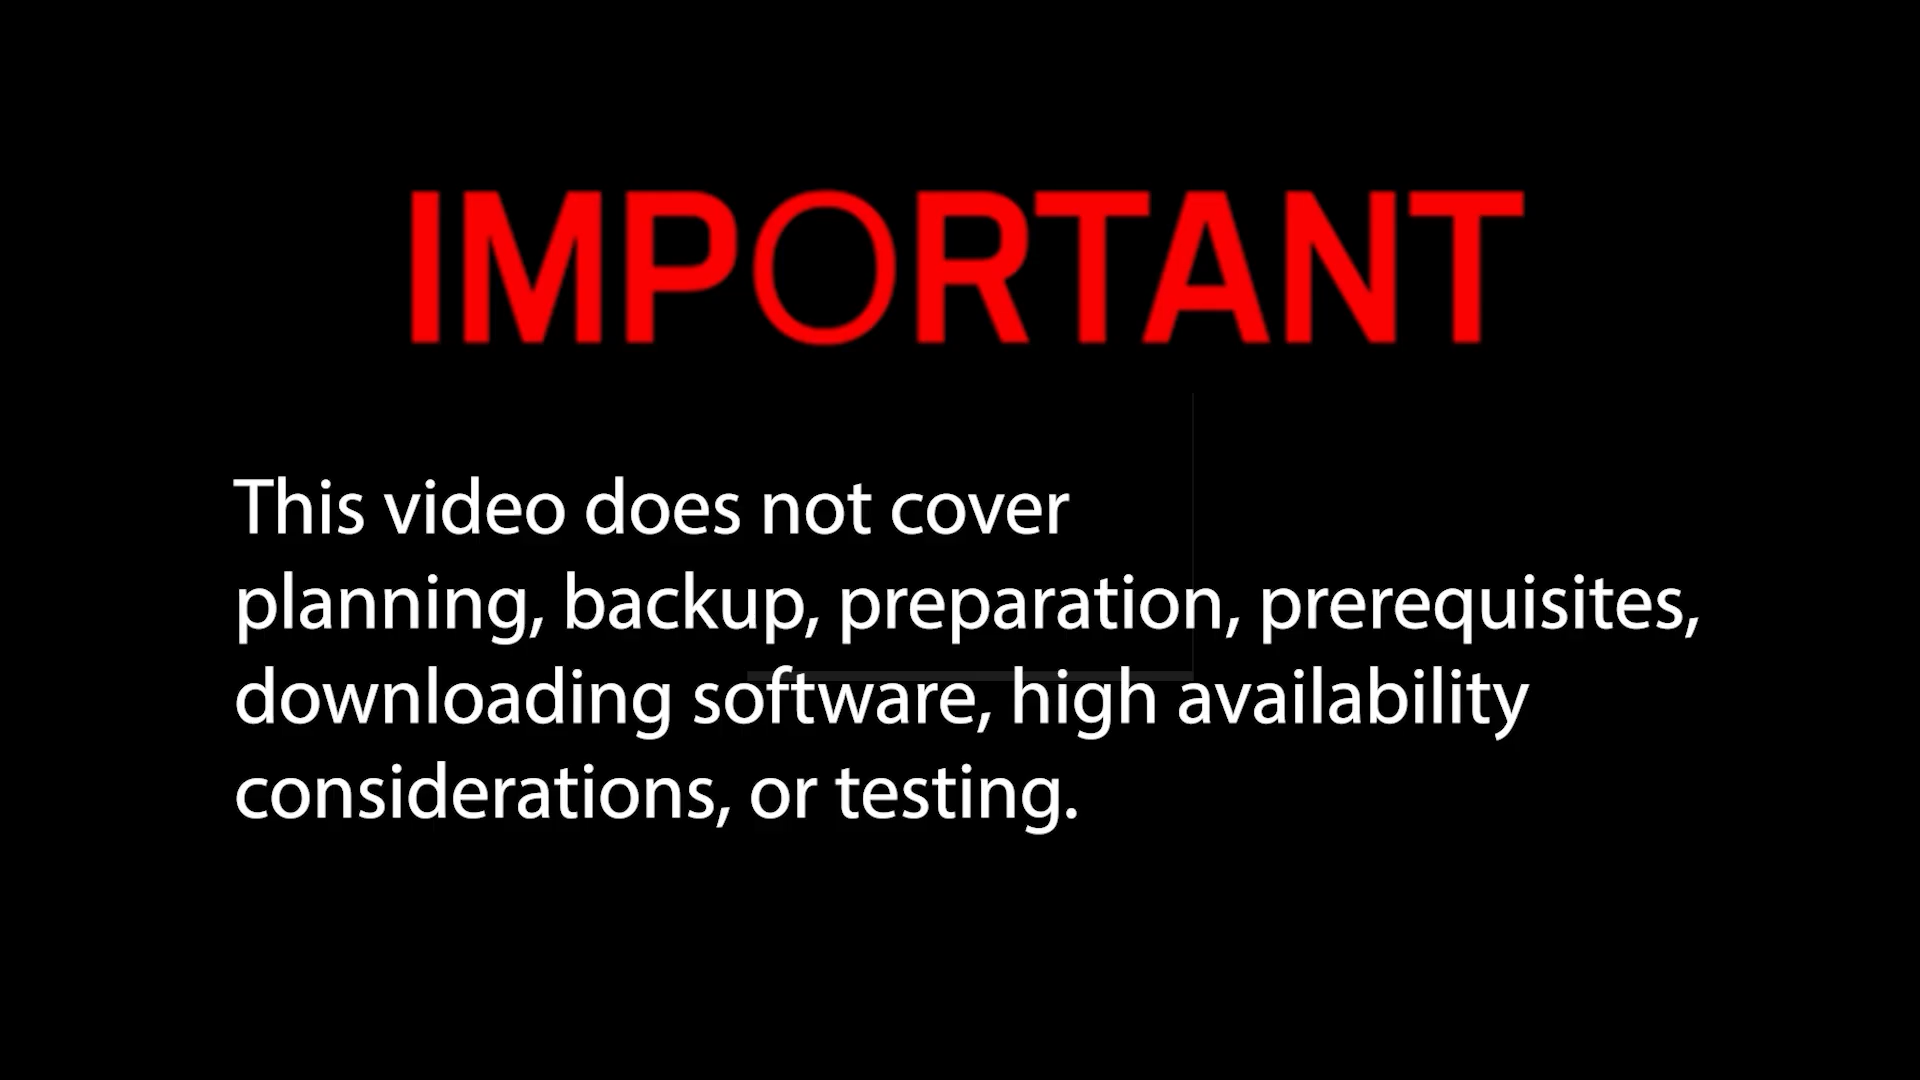 IMPORTANT
This video does not cover
planning, backup, preparation, prerequisites,
downloading software, high availability
considerations, or testing.